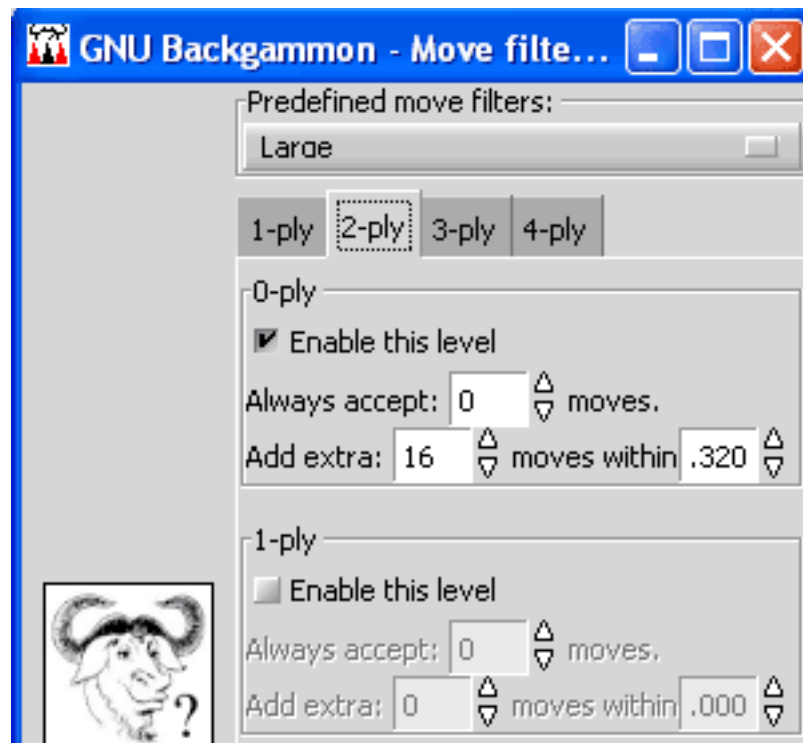 GNU Backgammon - Move filte...
Predefined move filters:
Large
1-ply 2-ply 3-ply 4-ply
0-ply
Enable this level
Always accept: 0 moves.
Add extra: 16 moves within .320
1-ply
Enable this level
Always accept: 0 moves.
Add extra: 0 moves within .000
?